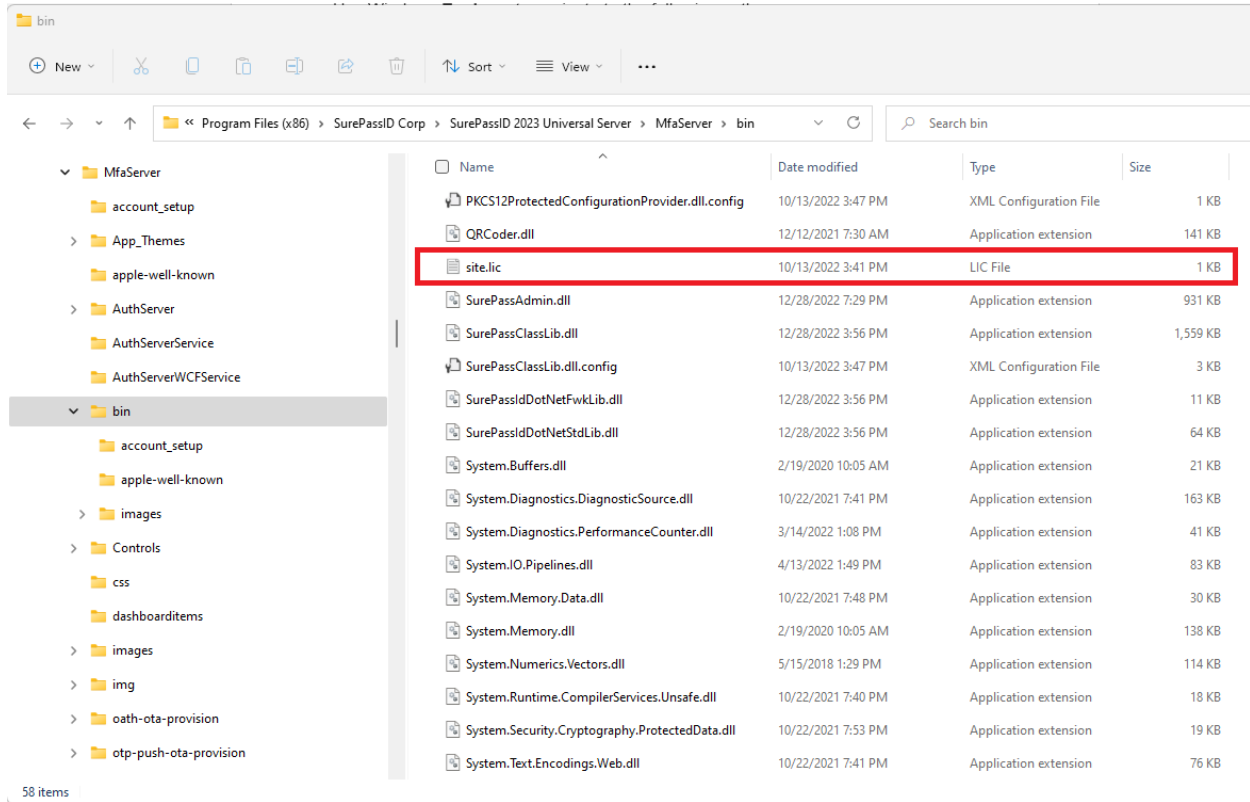 bin
New
Sort
View
...
« Program Files (x86) > SurePassID Corp > SurePassID 2023 Universal Server > MfaServer > bin
Search bin
MfaServer
account_setup
App_Themes
apple-well-known
AuthServer
AuthServerService
AuthServerWCFService
bin
account_setup
apple-well-known
images
Controls
css
dashboarditems
images
img
oath-ota-provision
otp-push-ota-provision
Name Date modified Type Size
PKCS12ProtectedConfigurationProvider.dll.config 10/13/2022 3:47 PM XML Configuration File 1 KB
QRCoder.dll 12/12/2021 7:30 AM Application extension 141 KB
site.lic 10/13/2022 3:41 PM LIC File 1 KB
SurePassAdmin.dll 12/28/2022 7:29 PM Application extension 931 KB
SurePassClassLib.dll 12/28/2022 3:56 PM Application extension 1,559 KB
SurePassClassLib.dll.config 10/13/2022 3:47 PM XML Configuration File 3 KB
SurePassIdDotNetFwkLib.dll 12/28/2022 3:56 PM Application extension 11 KB
SurePassIdDotNetStdLib.dll 12/28/2022 3:56 PM Application extension 64 KB
System.Buffers.dll 2/19/2020 10:05 AM Application extension 21 KB
System.Diagnostics.DiagnosticSource.dll 10/22/2021 7:41 PM Application extension 163 KB
System.Diagnostics.PerformanceCounter.dll 3/14/2022 1:08 PM Application extension 41 KB
System.IO.Pipelines.dll 4/13/2022 1:49 PM Application extension 83 KB
System.Memory.Data.dll 10/22/2021 7:48 PM Application extension 30 KB
System.Memory.dll 2/19/2020 10:05 AM Application extension 138 KB
System.Numerics.Vectors.dll 5/15/2018 1:29 PM Application extension 114 KB
System.Runtime.CompilerServices.Unsafe.dll 10/22/2021 7:40 PM Application extension 18 KB
System.Security.Cryptography.ProtectedData.dll 10/22/2021 7:53 PM Application extension 19 KB
System.Text.Encodings.Web.dll 10/22/2021 7:41 PM Application extension 76 KB
58 items